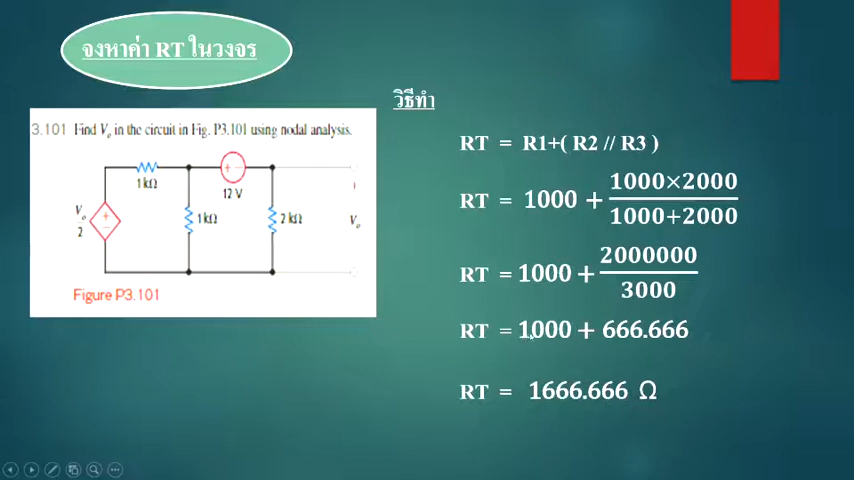 จงหาค่า RT ในวงจร
3.101 Find Vo in the circuit in Fig. P3.101 using nodal analysis.
1 kΩ
+ −
12 V
Vo/2
+
−
1 kΩ
2 kΩ
Vo
Figure P3.101
วิธีทำ
RT = R1+( R2 // R3 )
RT = 1000 + 1000×2000/1000+2000
RT = 1000 + 2000000/3000
RT = 1000 + 666.666
RT = 1666.666 Ω